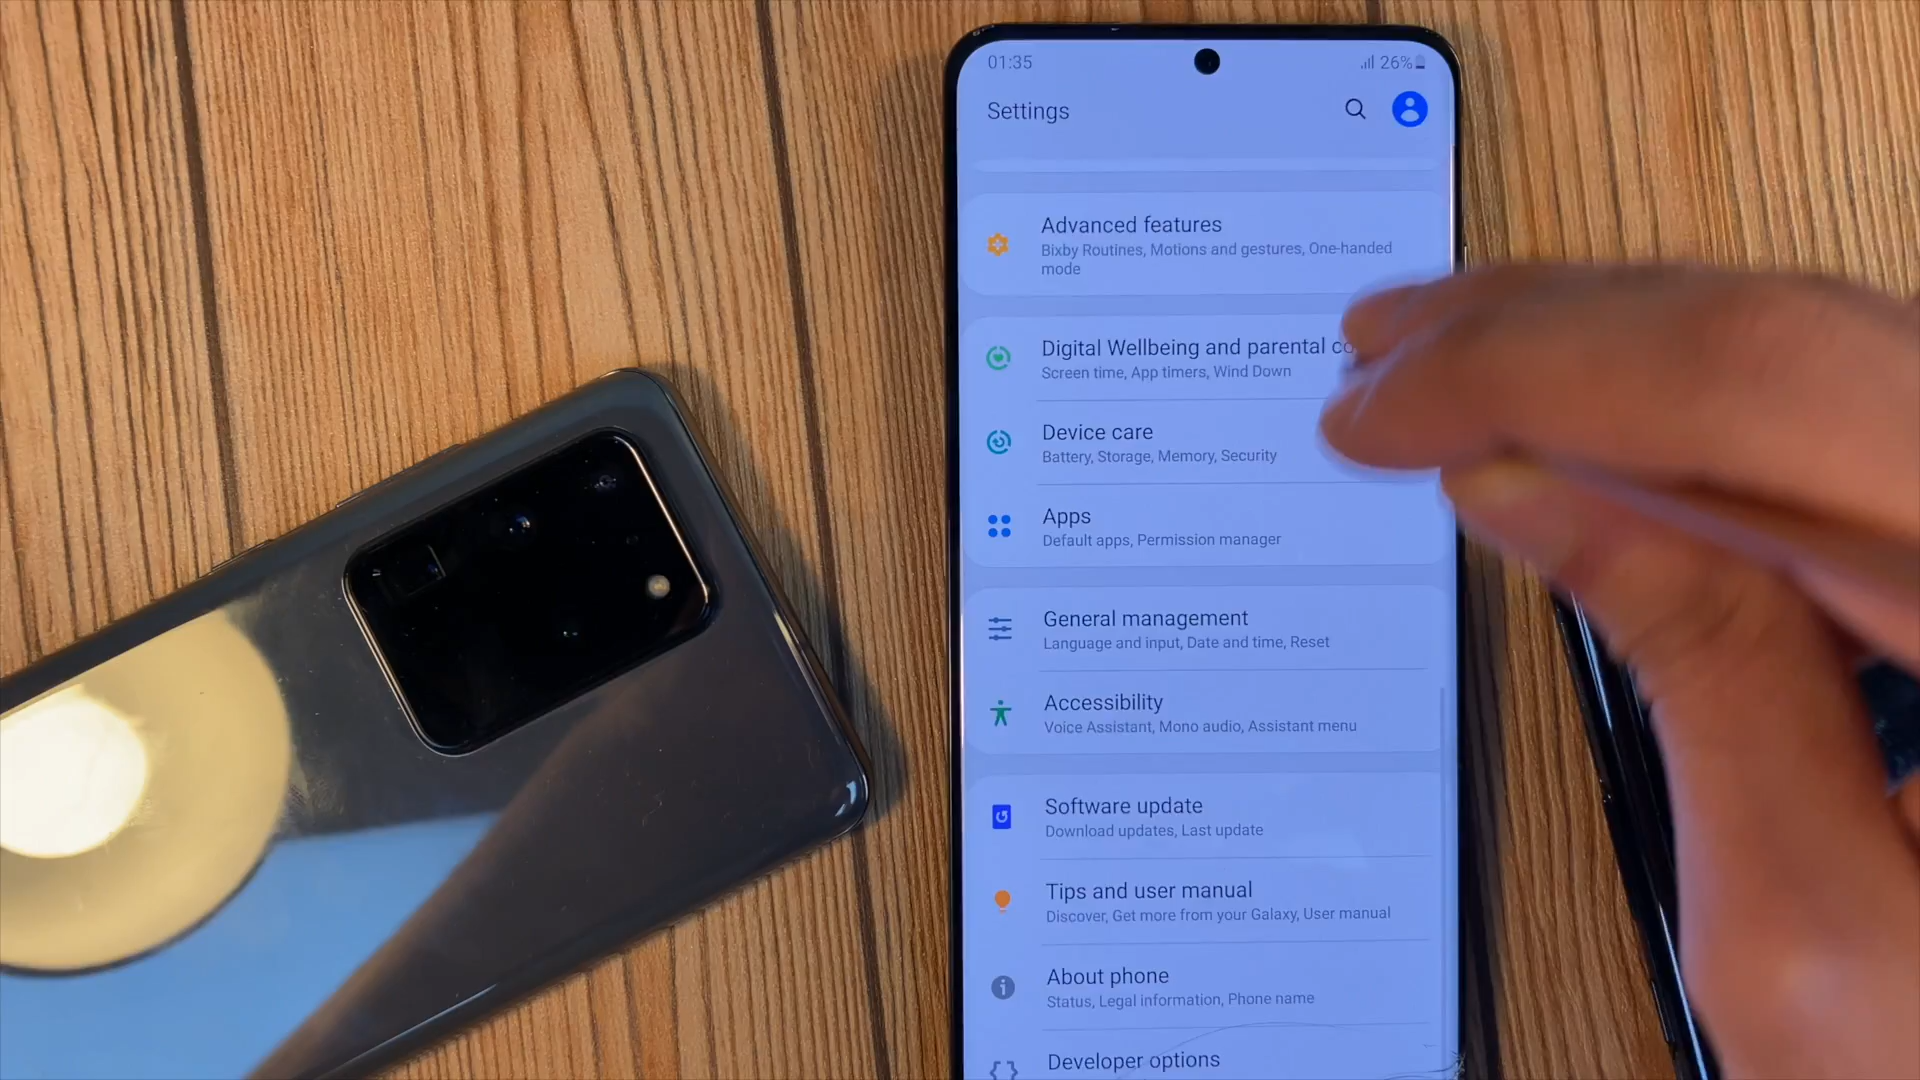 01:35
26%
Settings
Advanced features
Bixby Routines, Motions and gestures, One-handed
mode
Digital Wellbeing and parental co
Screen time, App timers, Wind Down
Device care
Battery, Storage, Memory, Security
Apps
Default apps, Permission manager
General management
Language and input, Date and time, Reset
Accessibility
Voice Assistant, Mono audio, Assistant menu
Software update
Download updates, Last update
Tips and user manual
Discover, Get more from your Galaxy, User manual
About phone
Status, Legal information, Phone name
Developer options